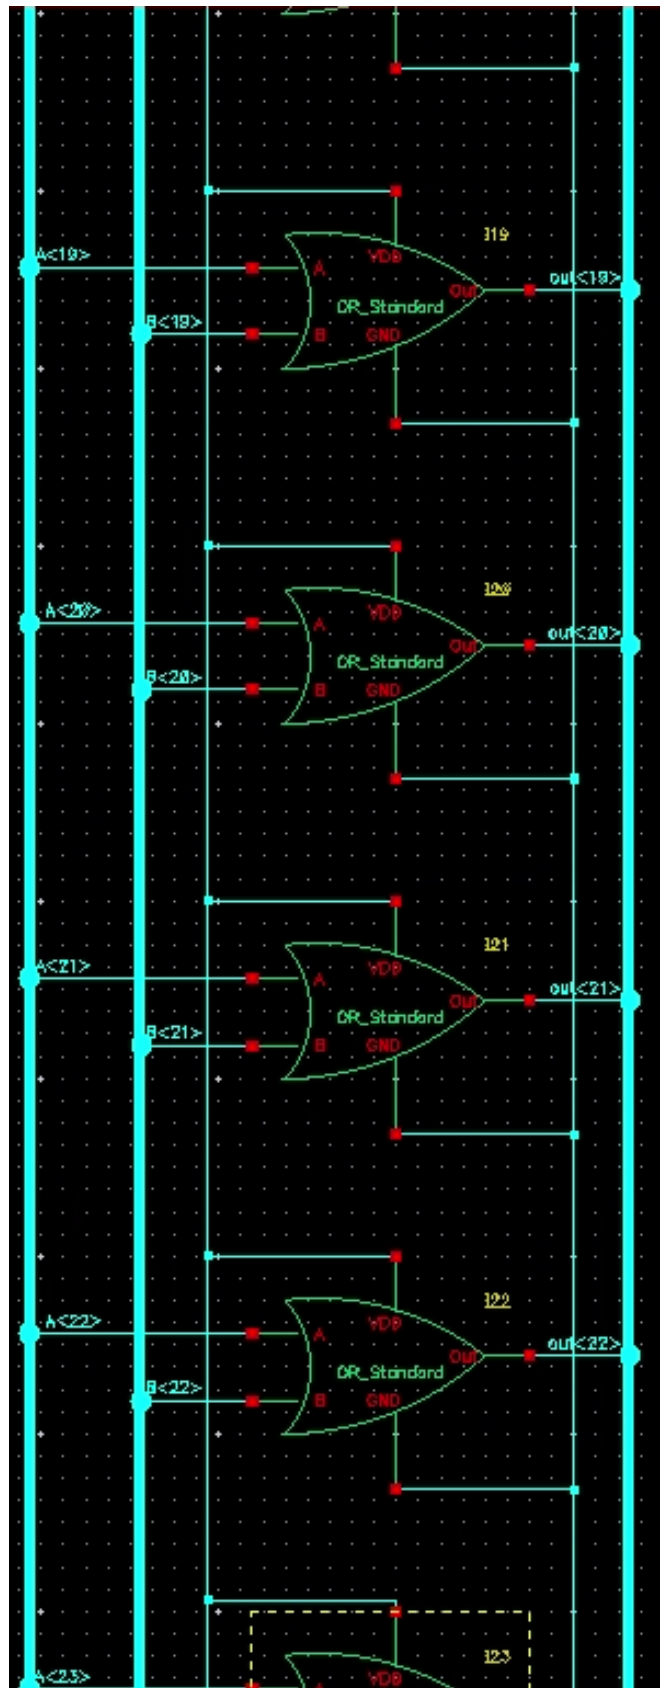 I19
A<19> VDD out<19>
A Out
OR_Standard
B<19> B GND
I20
A<20> VDD out<20>
A Out
OR_Standard
B<20> B GND
I21
A<21> VDD out<21>
A Out
OR_Standard
B<21> B GND
I22
A<22> VDD out<22>
A Out
OR_Standard
B<22> B GND
I23
A<23> VDD